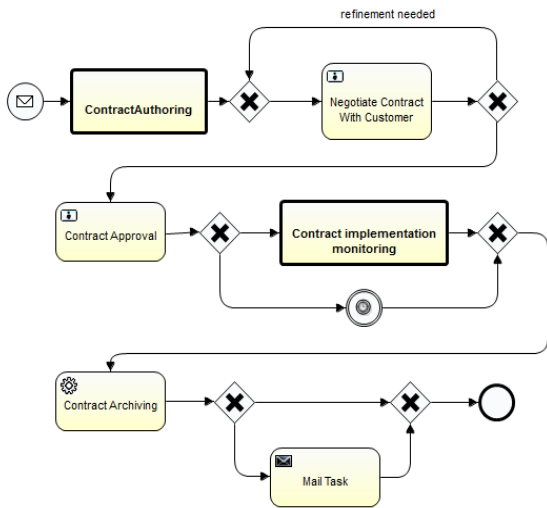 refinement needed
ContractAuthoring
Negotiate Contract
With Customer
Contract Approval
Contract implementation
monitoring
Contract Archiving
Mail Task